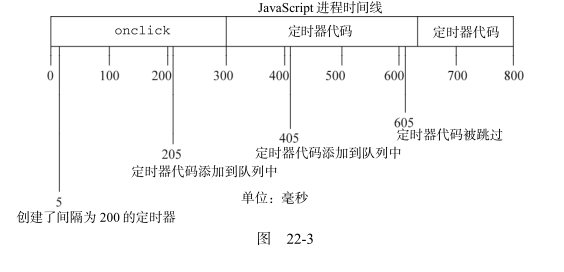 JavaScript 进程时间线
onclick 定时器代码 定时器代码
0 100 200 300 400 500 600 700 800
605
定时器代码被跳过
405
定时器代码添加到队列中
205
定时器代码添加到队列中
5
单位：毫秒
创建了间隔为 200 的定时器
图 22-3